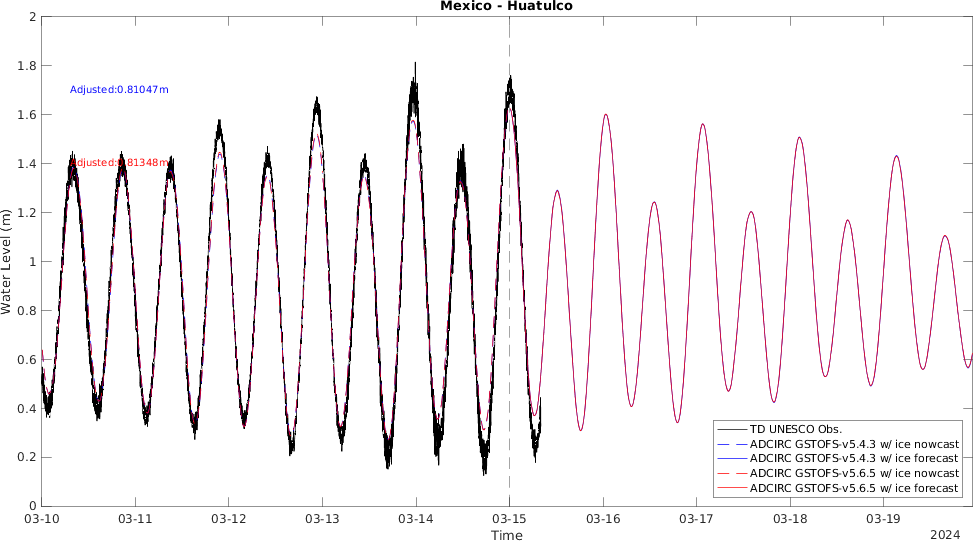 Mexico - Huatulco
2
1.8
1.6
1.4
1.2
1
0.8
0.6
0.4
0.2
0
Water Level (m)
Adjusted:0.81047m
Adjusted:0.81348m
TD UNESCO Obs.
ADCIRC GSTOFS-v5.4.3 w/ ice nowcast
ADCIRC GSTOFS-v5.4.3 w/ ice forecast
ADCIRC GSTOFS-v5.6.5 w/ ice nowcast
ADCIRC GSTOFS-v5.6.5 w/ ice forecast
03-10 03-11 03-12 03-13 03-14 03-15 03-16 03-17 03-18 03-19
Time
2024